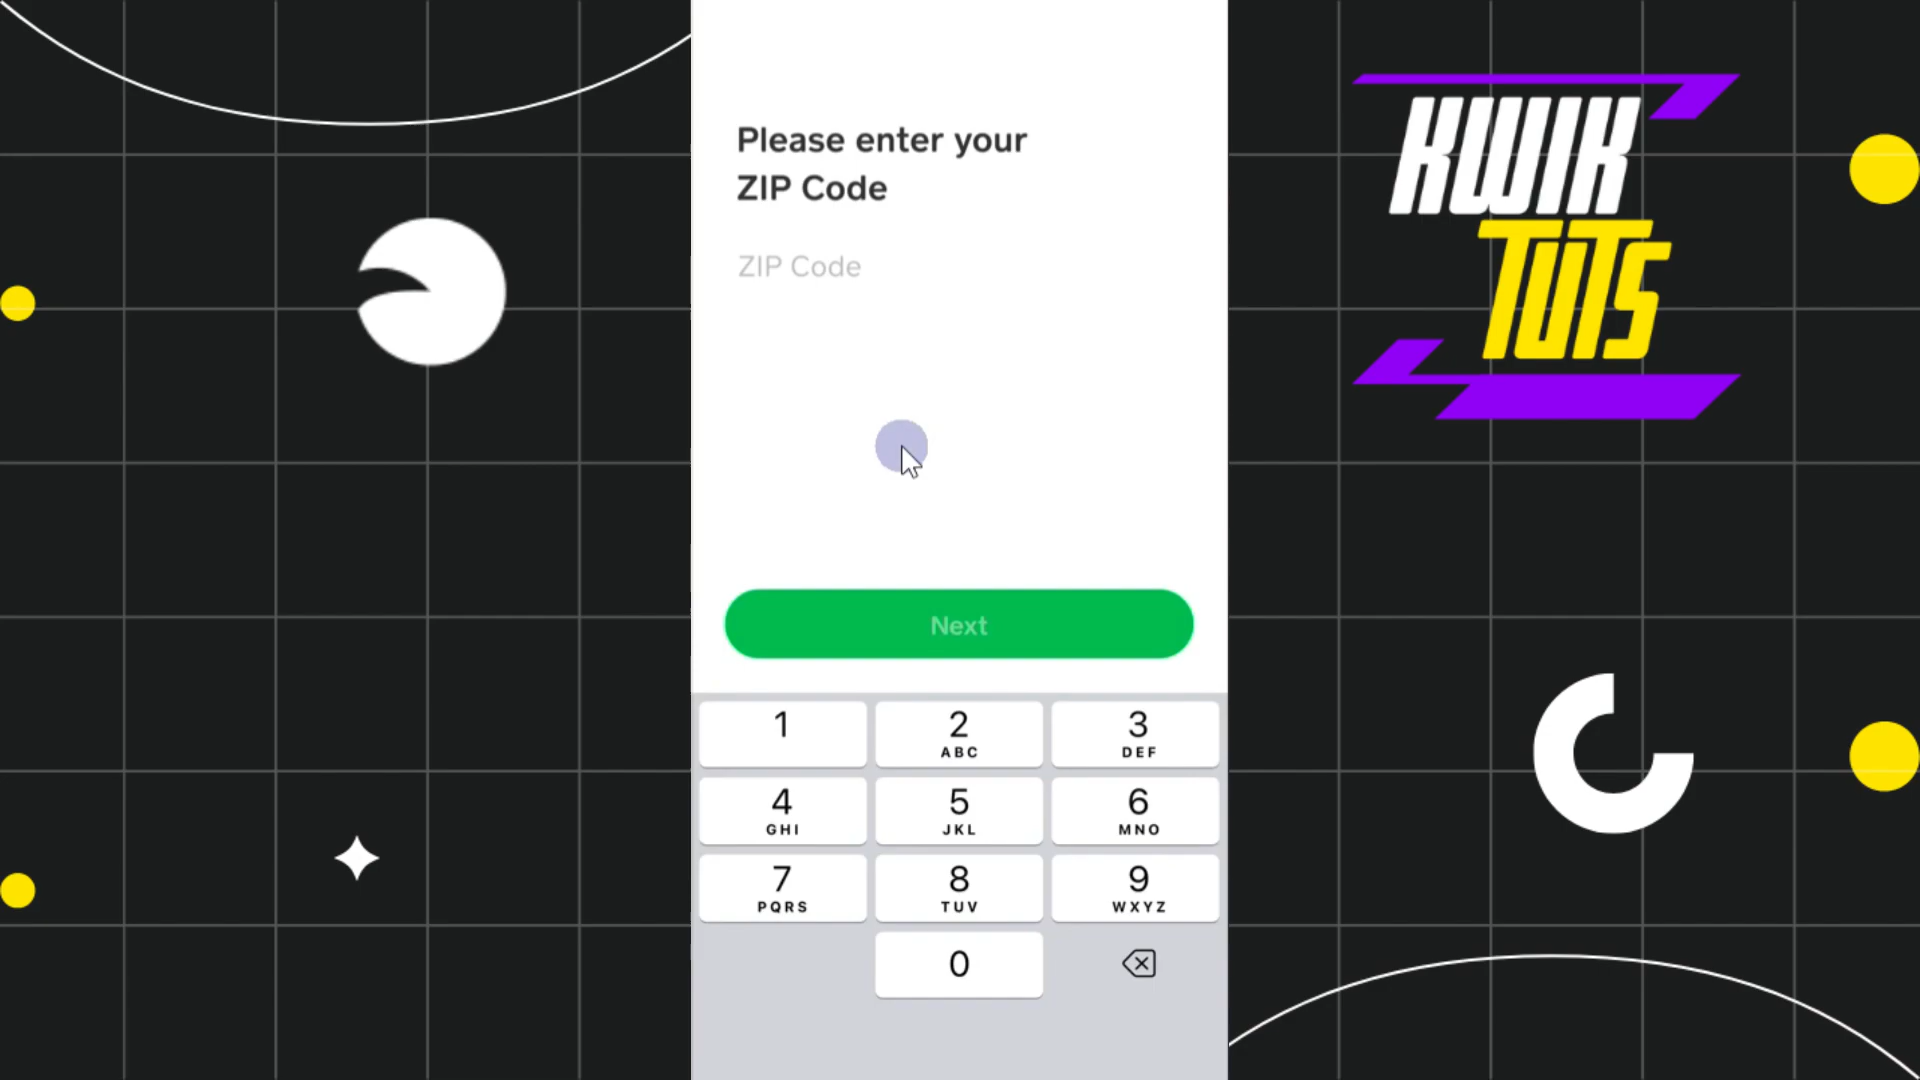 Please enter your
ZIP Code
ZIP Code
Next
1
2
ABC
3
DEF
4
GHI
5
JKL
6
MNO
7
PQRS
8
TUV
9
WXYZ
0
KWIK
TUTS